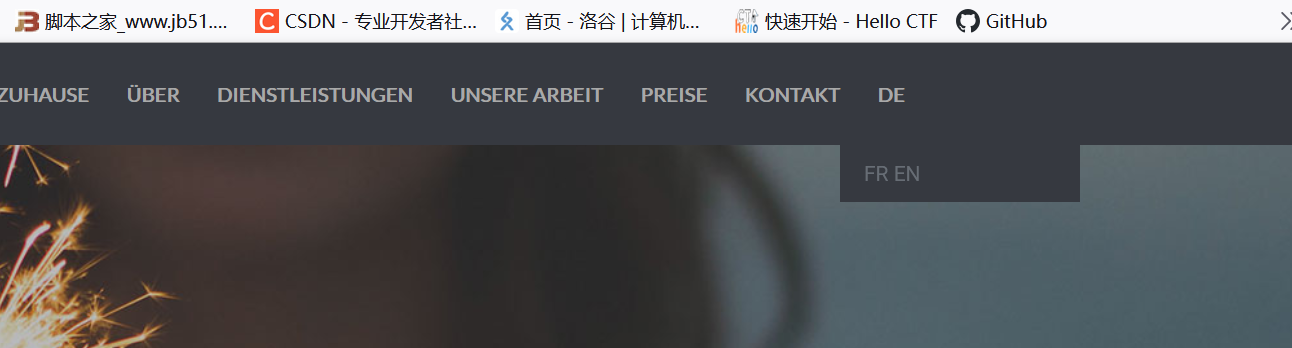 脚本之家_www.jb51.... CSDN - 专业开发者社... 首页 - 洛谷 | 计算机... 快速开始 - Hello CTF GitHub
ZUHAUSE ÜBER DIENSTLEISTUNGEN UNSERE ARBEIT PREISE KONTAKT DE
FR EN